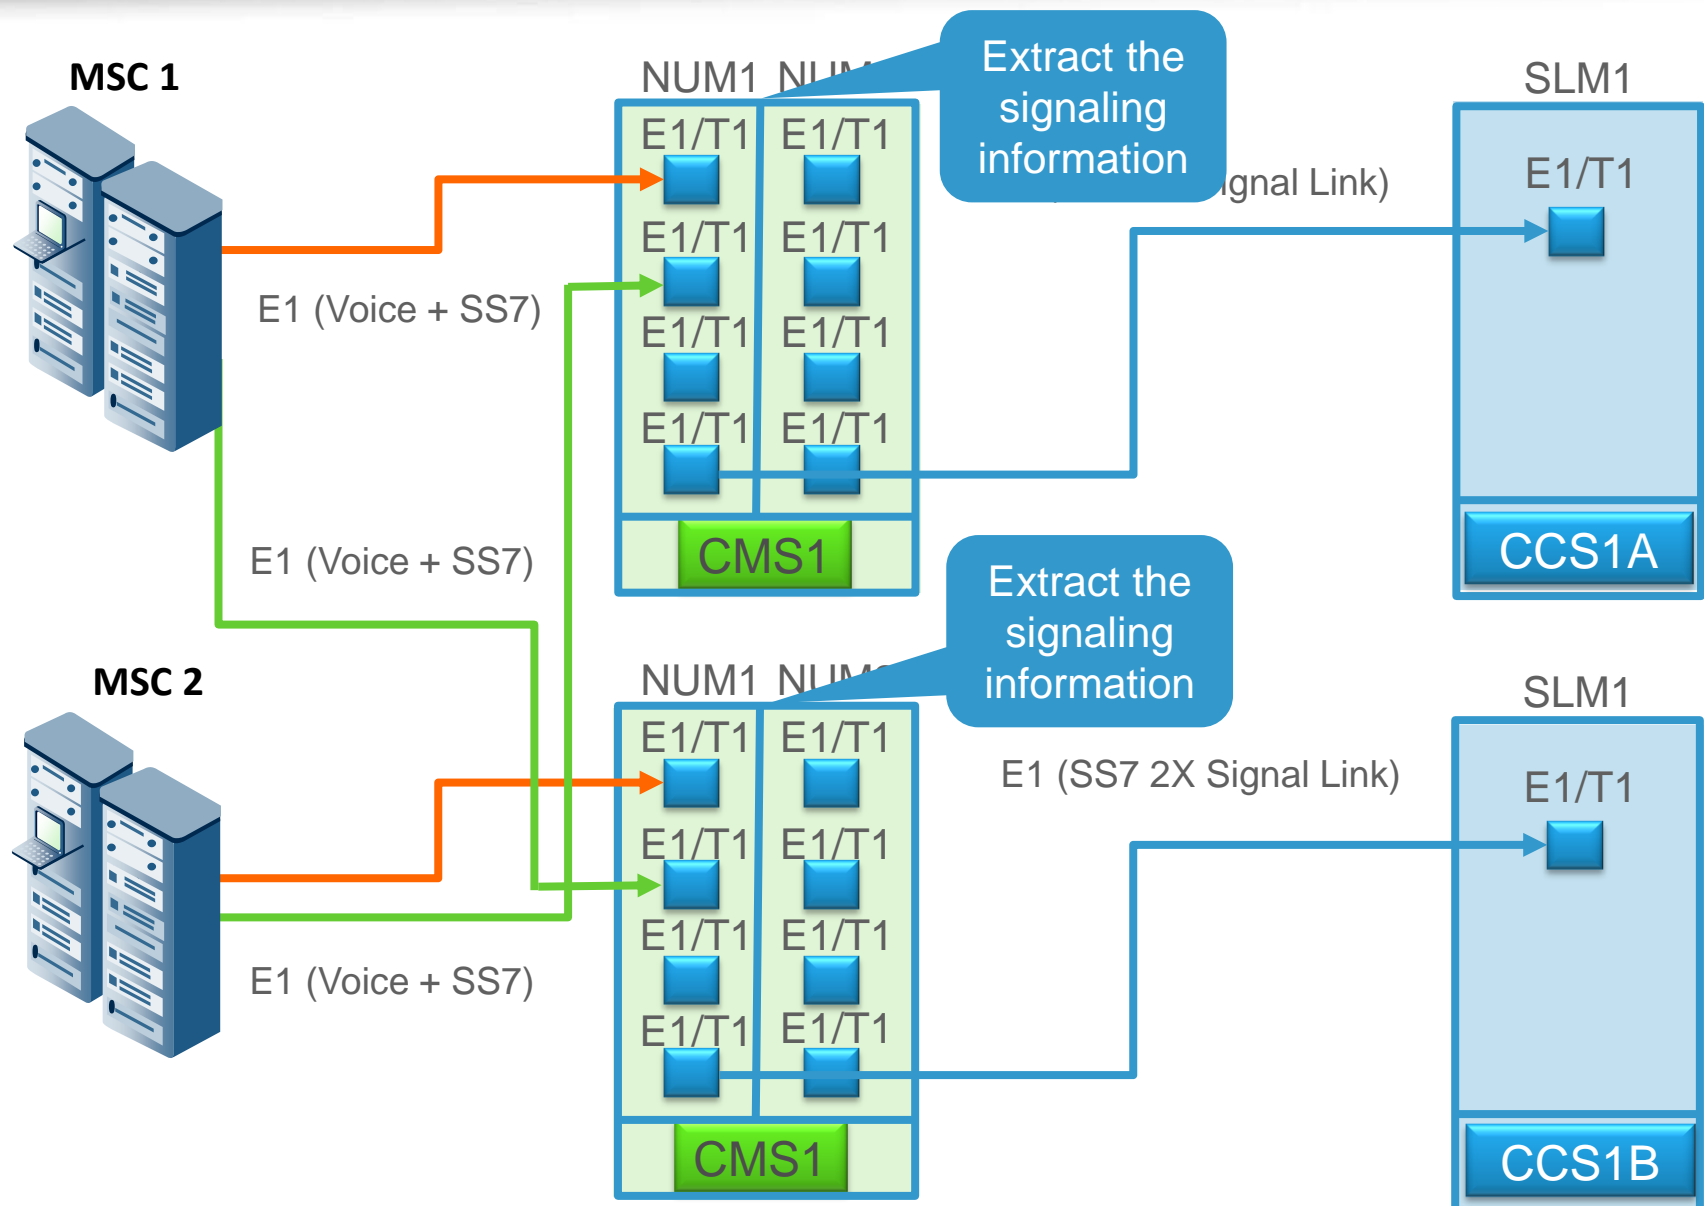 MSC 1
NUM1
Extract the
signaling
information
SLM1
E1/T1
E1/T1
E1/T1
Signal Link)
E1/T1
E1/T1
E1 (Voice + SS7)
E1/T1
E1/T1
E1/T1
E1/T1
CMS1
CCS1A
E1 (Voice + SS7)
Extract the
signaling
information
MSC 2
NUM1
SLM1
E1/T1
E1/T1
E1 (SS7 2X Signal Link)
E1/T1
E1/T1
E1/T1
E1/T1
E1/T1
E1 (Voice + SS7)
E1/T1
E1/T1
CMS1
CCS1B